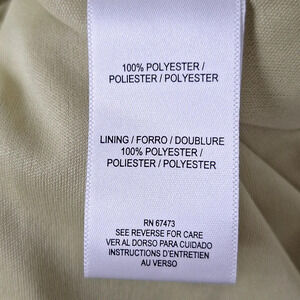 100% POLYESTER /
POLIESTER / POLYESTER
LINING / FORRO / DOUBLURE
100% POLYESTER /
POLIESTER / POLYESTER
RN 67473
SEE REVERSE FOR CARE
VER AL DORSO PARA CUIDADO
INSTRUCTIONS D'ENTRETIEN
AU VERSO